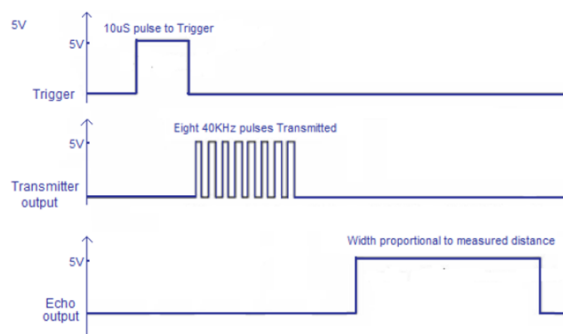 5V
10uS pulse to Trigger
5V
Trigger
Eight 40KHz pulses Transmitted
5V
Transmitter
output
Width proportional to measured distance
5V
Echo
output